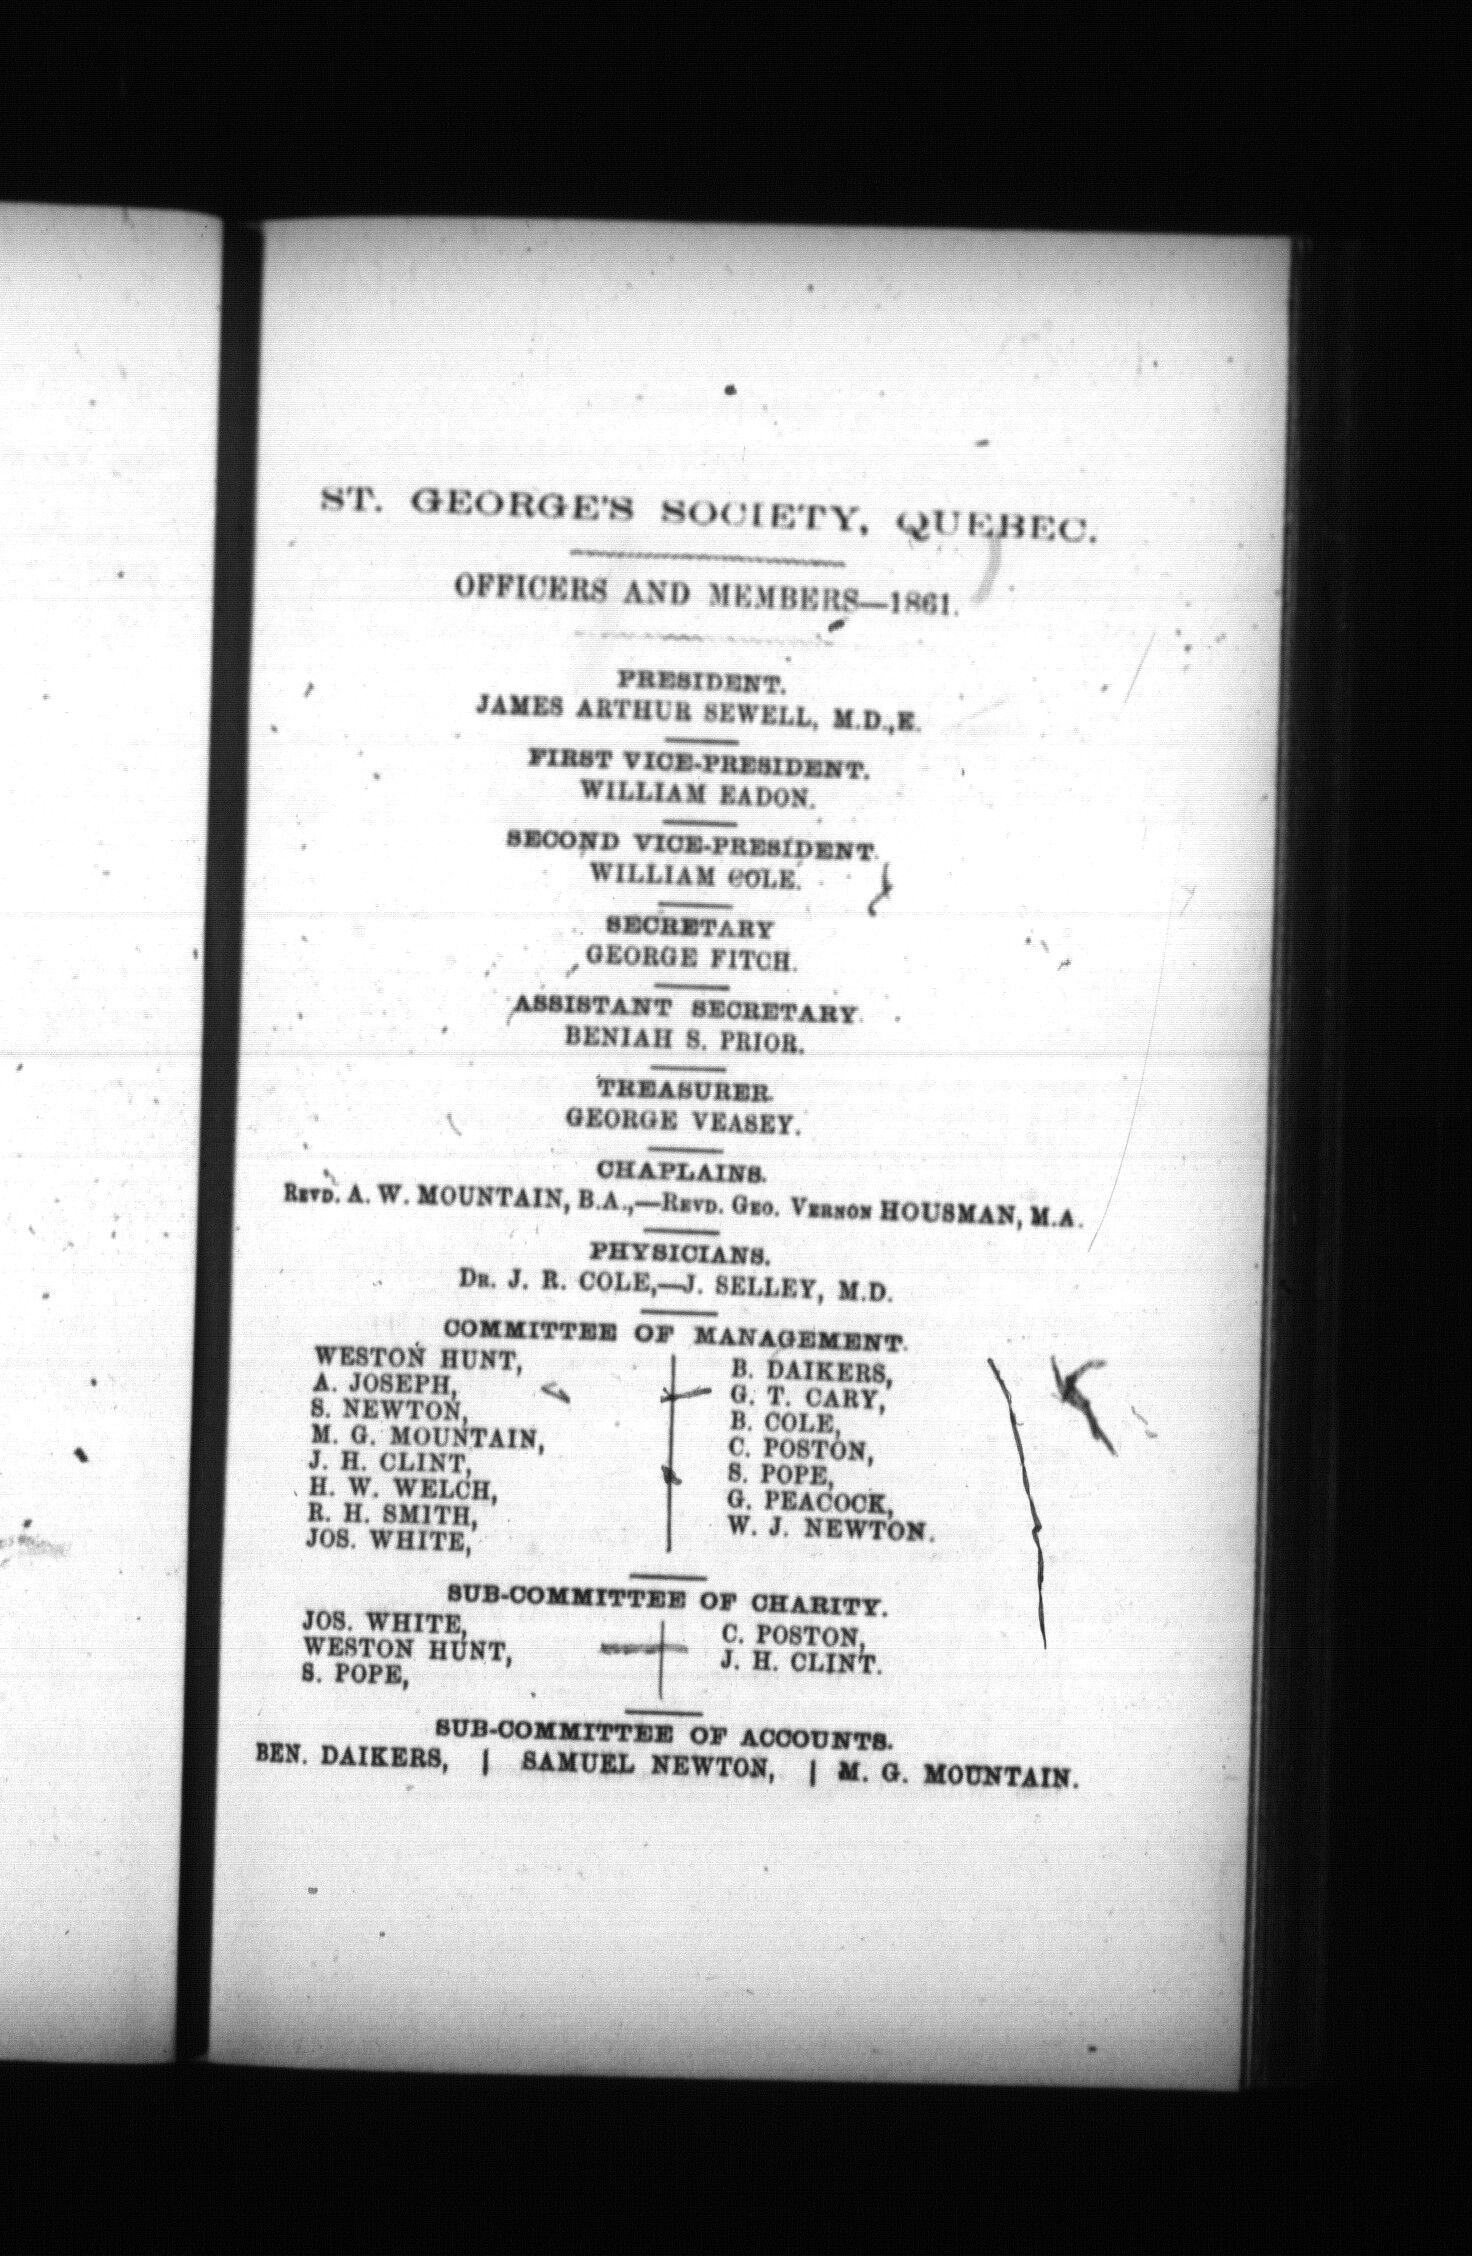 ST. GEORGE'S SOCIETY, QUEBEC.
OFFICERS AND MEMBERS—1861.
PRESIDENT.
JAMES ARTHUR SEWELL, M.D.,E.
FIRST VICE-PRESIDENT.
WILLIAM EADON.
SECOND VICE-PRESIDENT.
WILLIAM COLE.
SECRETARY
GEORGE FITCH.
ASSISTANT SECRETARY.
BENIAH S. PRIOR.
TREASURER.
GEORGE VEASEY.
CHAPLAINS.
REVD. A. W. MOUNTAIN, B.A.,—REVD. GEO. VERNON HOUSMAN, M.A.
PHYSICIANS.
DR. J. R. COLE,—J. SELLEY, M.D.
COMMITTEE OF MANAGEMENT.
WESTON HUNT,
A. JOSEPH,
S. NEWTON,
M. G. MOUNTAIN,
J. H. CLINT,
H. W. WELCH,
R. H. SMITH,
JOS. WHITE,
B. DAIKERS,
G. T. CARY,
B. COLE,
C. POSTON,
S. POPE,
G. PEACOCK,
W. J. NEWTON.
SUB-COMMITTEE OF CHARITY.
JOS. WHITE,
WESTON HUNT,
S. POPE,
C. POSTON,
J. H. CLINT.
SUB-COMMITTEE OF ACCOUNTS.
BEN. DAIKERS, | SAMUEL NEWTON, | M. G. MOUNTAIN.